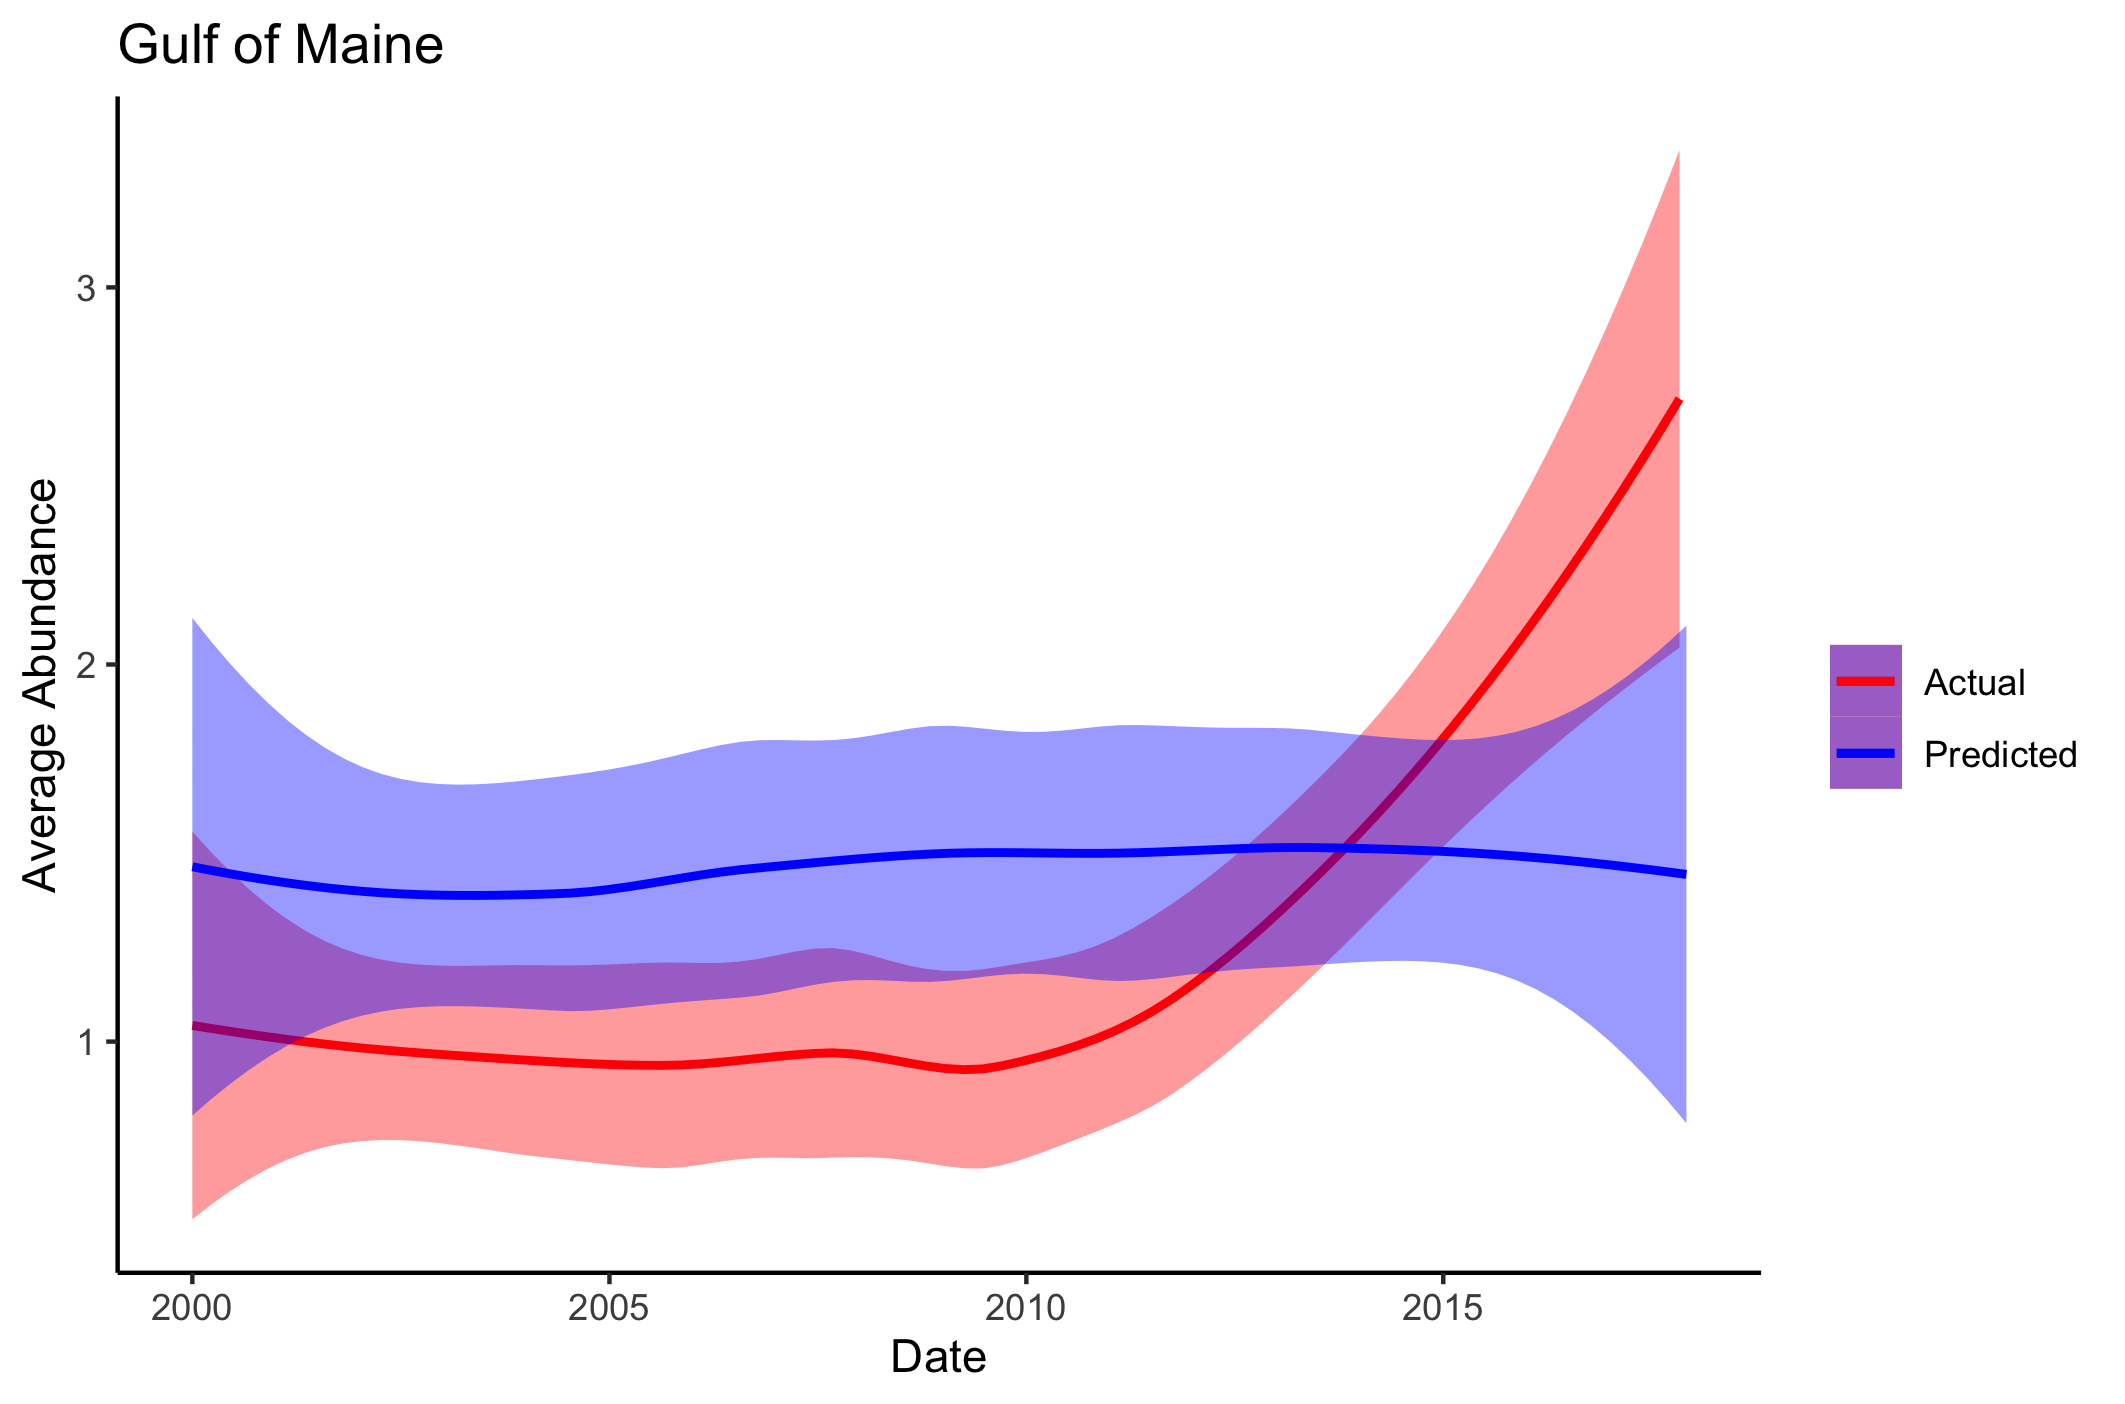 Gulf of Maine
Average Abundance
3
2
1
2000
2005
2010
2015
Date
Actual
Predicted